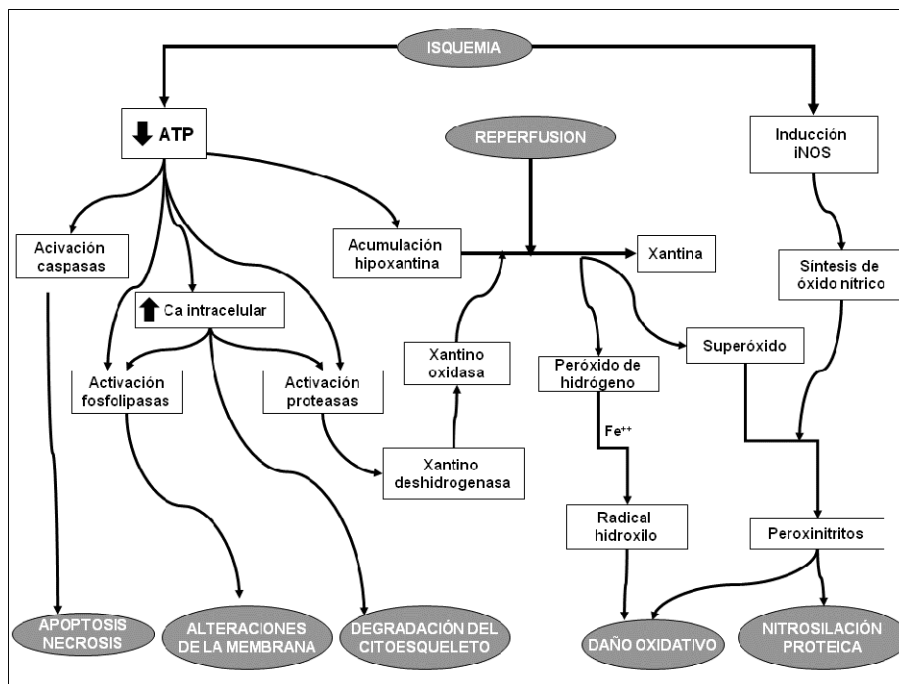 ISQUEMIA
ATP
REPERFUSION
Inducción
iNOS
Acivación
caspasas
Acumulación
hipoxantina
Xantina
Síntesis de
óxido nítrico
Ca intracelular
Xantino
oxidasa
Superóxido
Peróxido de
hidrógeno
Activación
fosfolipasas
Activación
proteasas
Fe++
Xantino
deshidrogenasa
Radical
hidroxilo
Peroxinitritos
APOPTOSIS
NECROSIS
ALTERACIONES
DE LA MEMBRANA
DEGRADACIÓN DEL
CITOESQUELETO
DAÑO OXIDATIVO
NITROSILACIÓN
PROTEICA